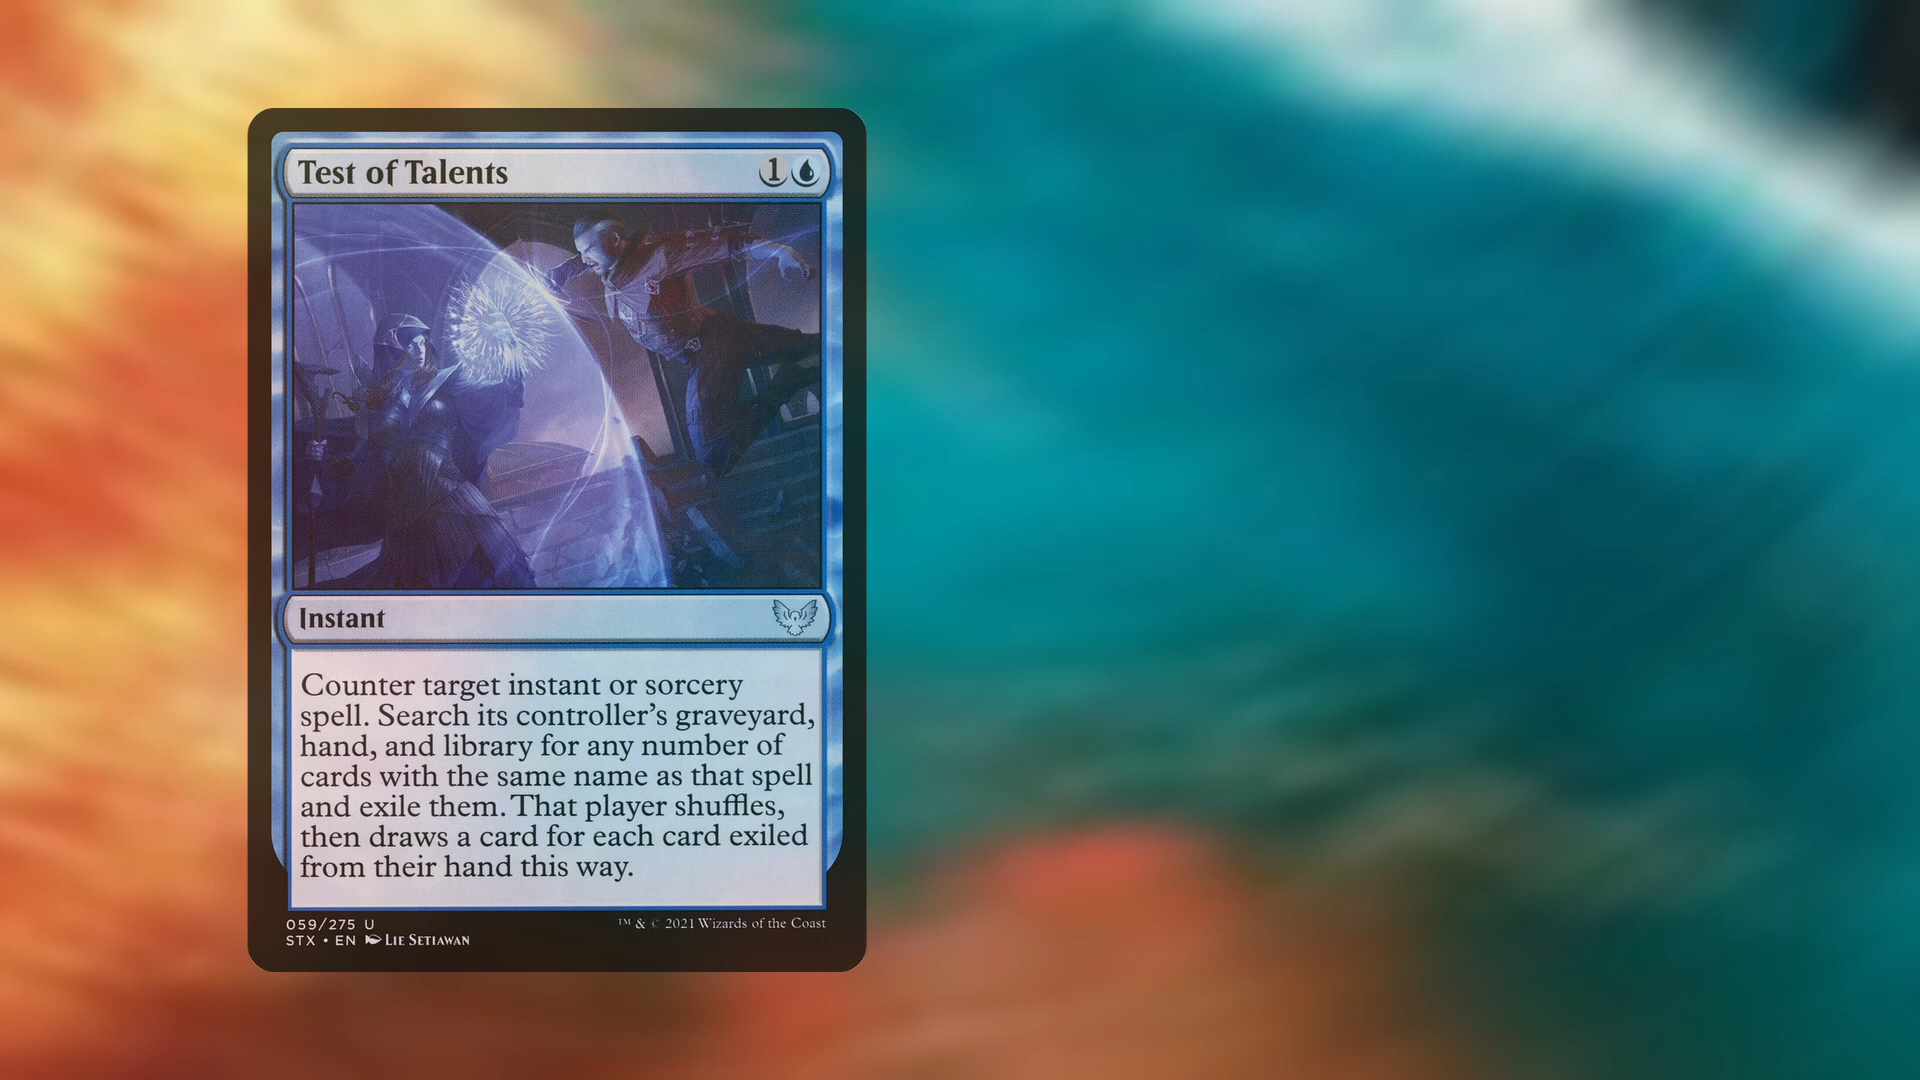 Test of Talents 1
Instant
Counter target instant or sorcery
spell. Search its controller's graveyard,
hand, and library for any number of
cards with the same name as that spell
and exile them. That player shuffles,
then draws a card for each card exiled
from their hand this way.
059/275 U
™ & © 2021 Wizards of the Coast
STX • EN Lie Setiawan